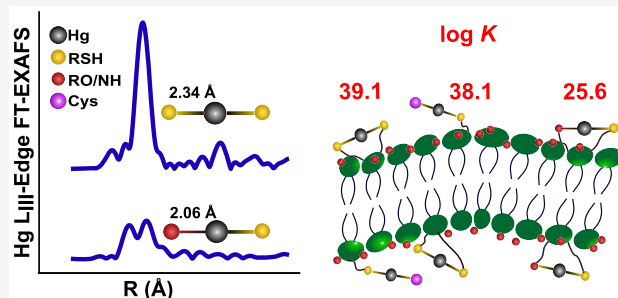 Hg L_III-Edge FT-EXAFS
Hg
RSH
RO/NH
Cys
2.34 Å
2.06 Å
R (Å)
log K
39.1
38.1
25.6